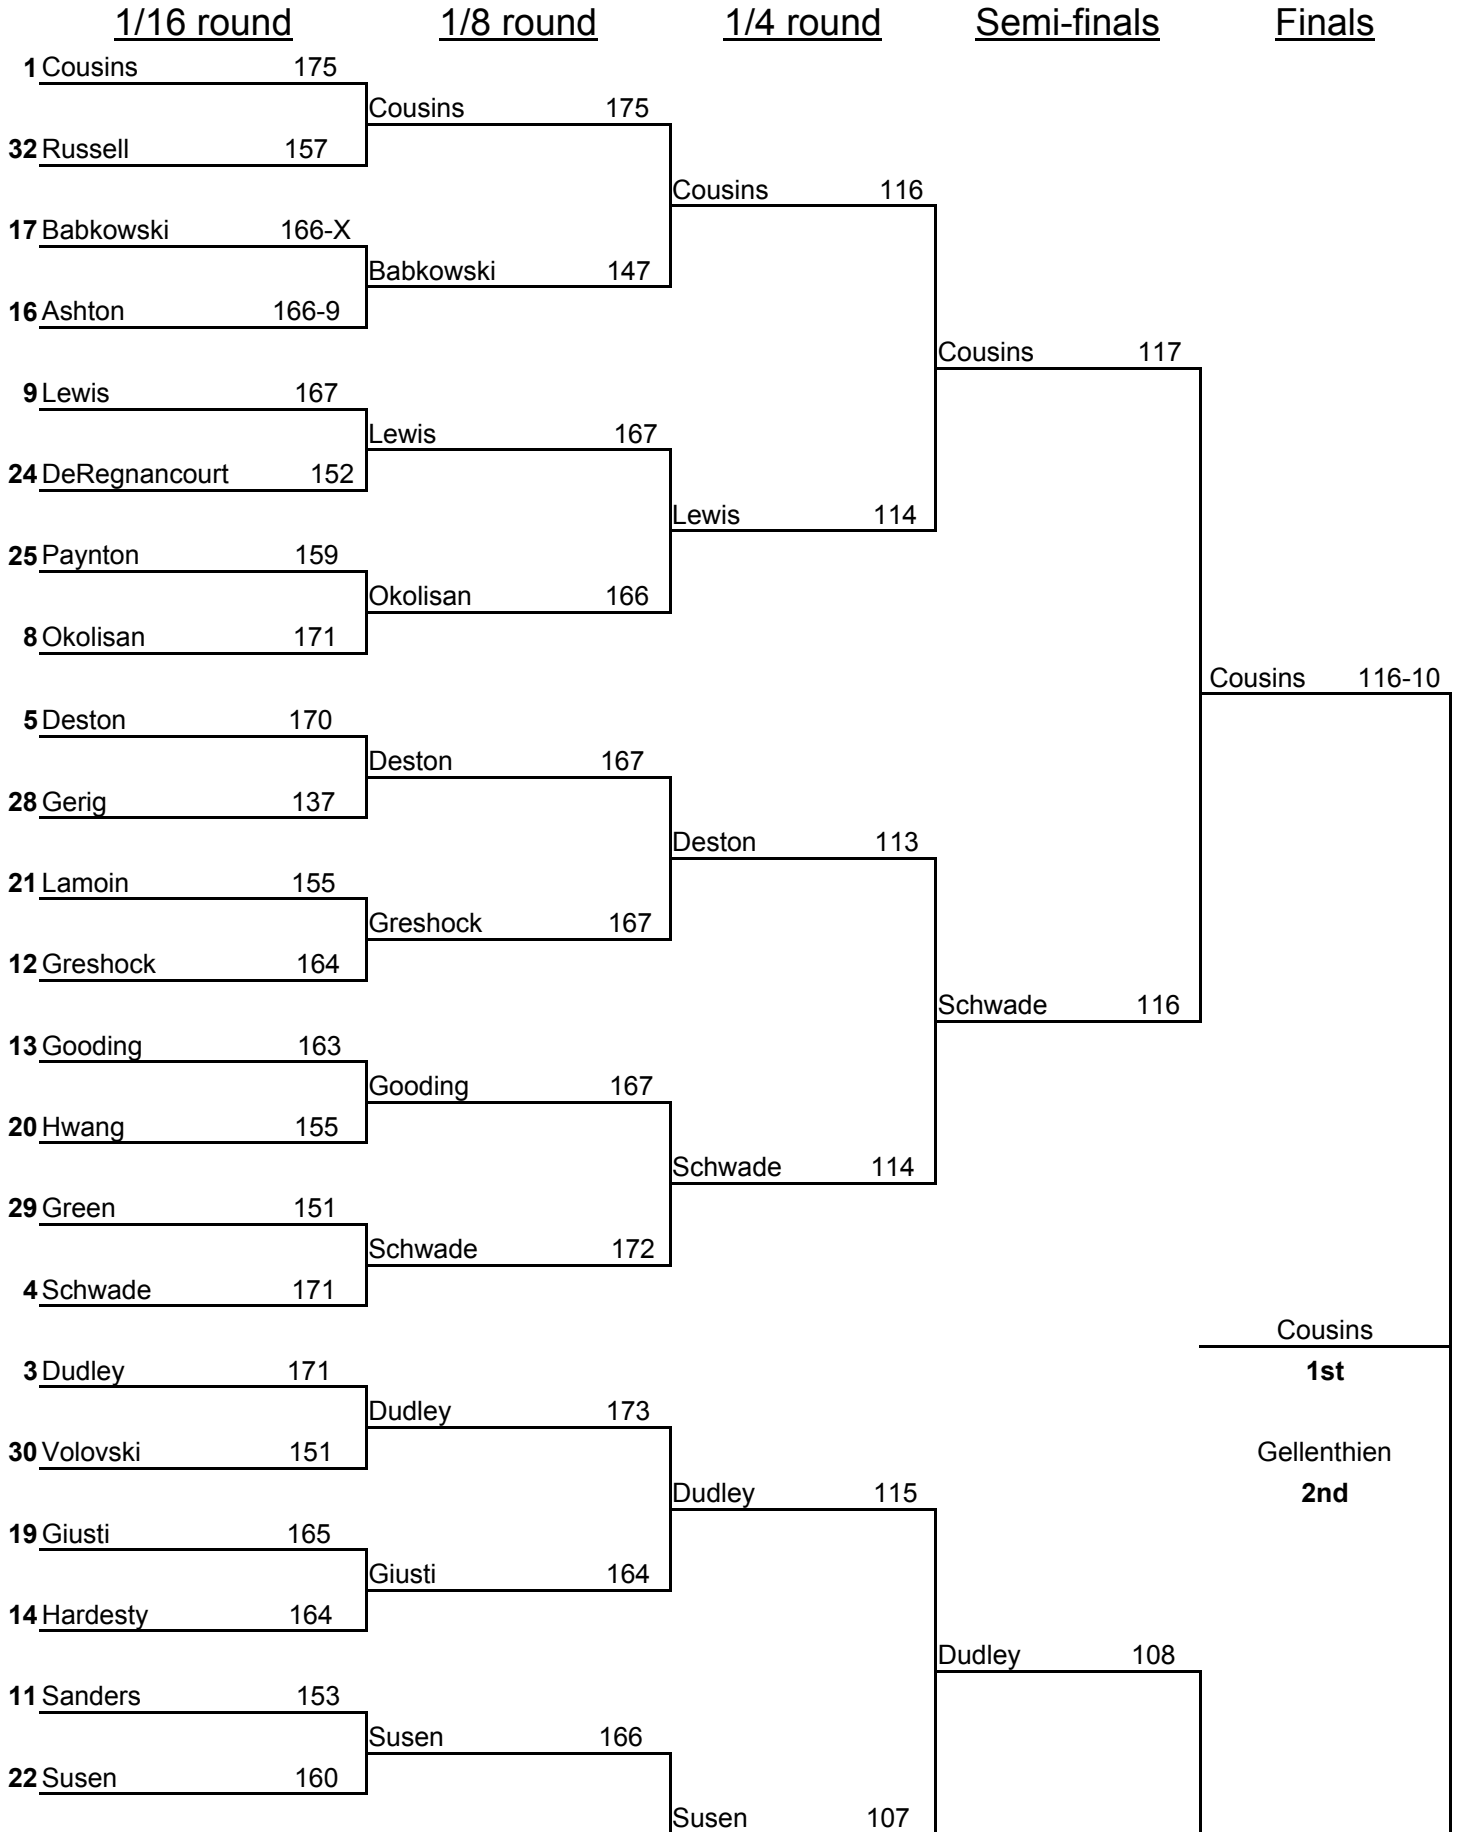 1/16 round 1/8 round 1/4 round Semi-finals Finals
1 Cousins 175
Cousins 175
32 Russell 157
Cousins 116
17 Babkowski 166-X
Babkowski 147
16 Ashton 166-9
Cousins 117
9 Lewis 167
Lewis 167
24 DeRegnancourt 152
Lewis 114
25 Paynton 159
Okolisan 166
8 Okolisan 171
Cousins 116-10
5 Deston 170
Deston 167
28 Gerig 137
Deston 113
21 Lamoin 155
Greshock 167
12 Greshock 164
Schwade 116
13 Gooding 163
Gooding 167
20 Hwang 155
Schwade 114
29 Green 151
Schwade 172
4 Schwade 171
Cousins
3 Dudley 171 1st
Dudley 173
30 Volovski 151 Gellenthien
Dudley 115 2nd
19 Giusti 165
Giusti 164
14 Hardesty 164
Dudley 108
11 Sanders 153
Susen 166
22 Susen 160
Susen 107